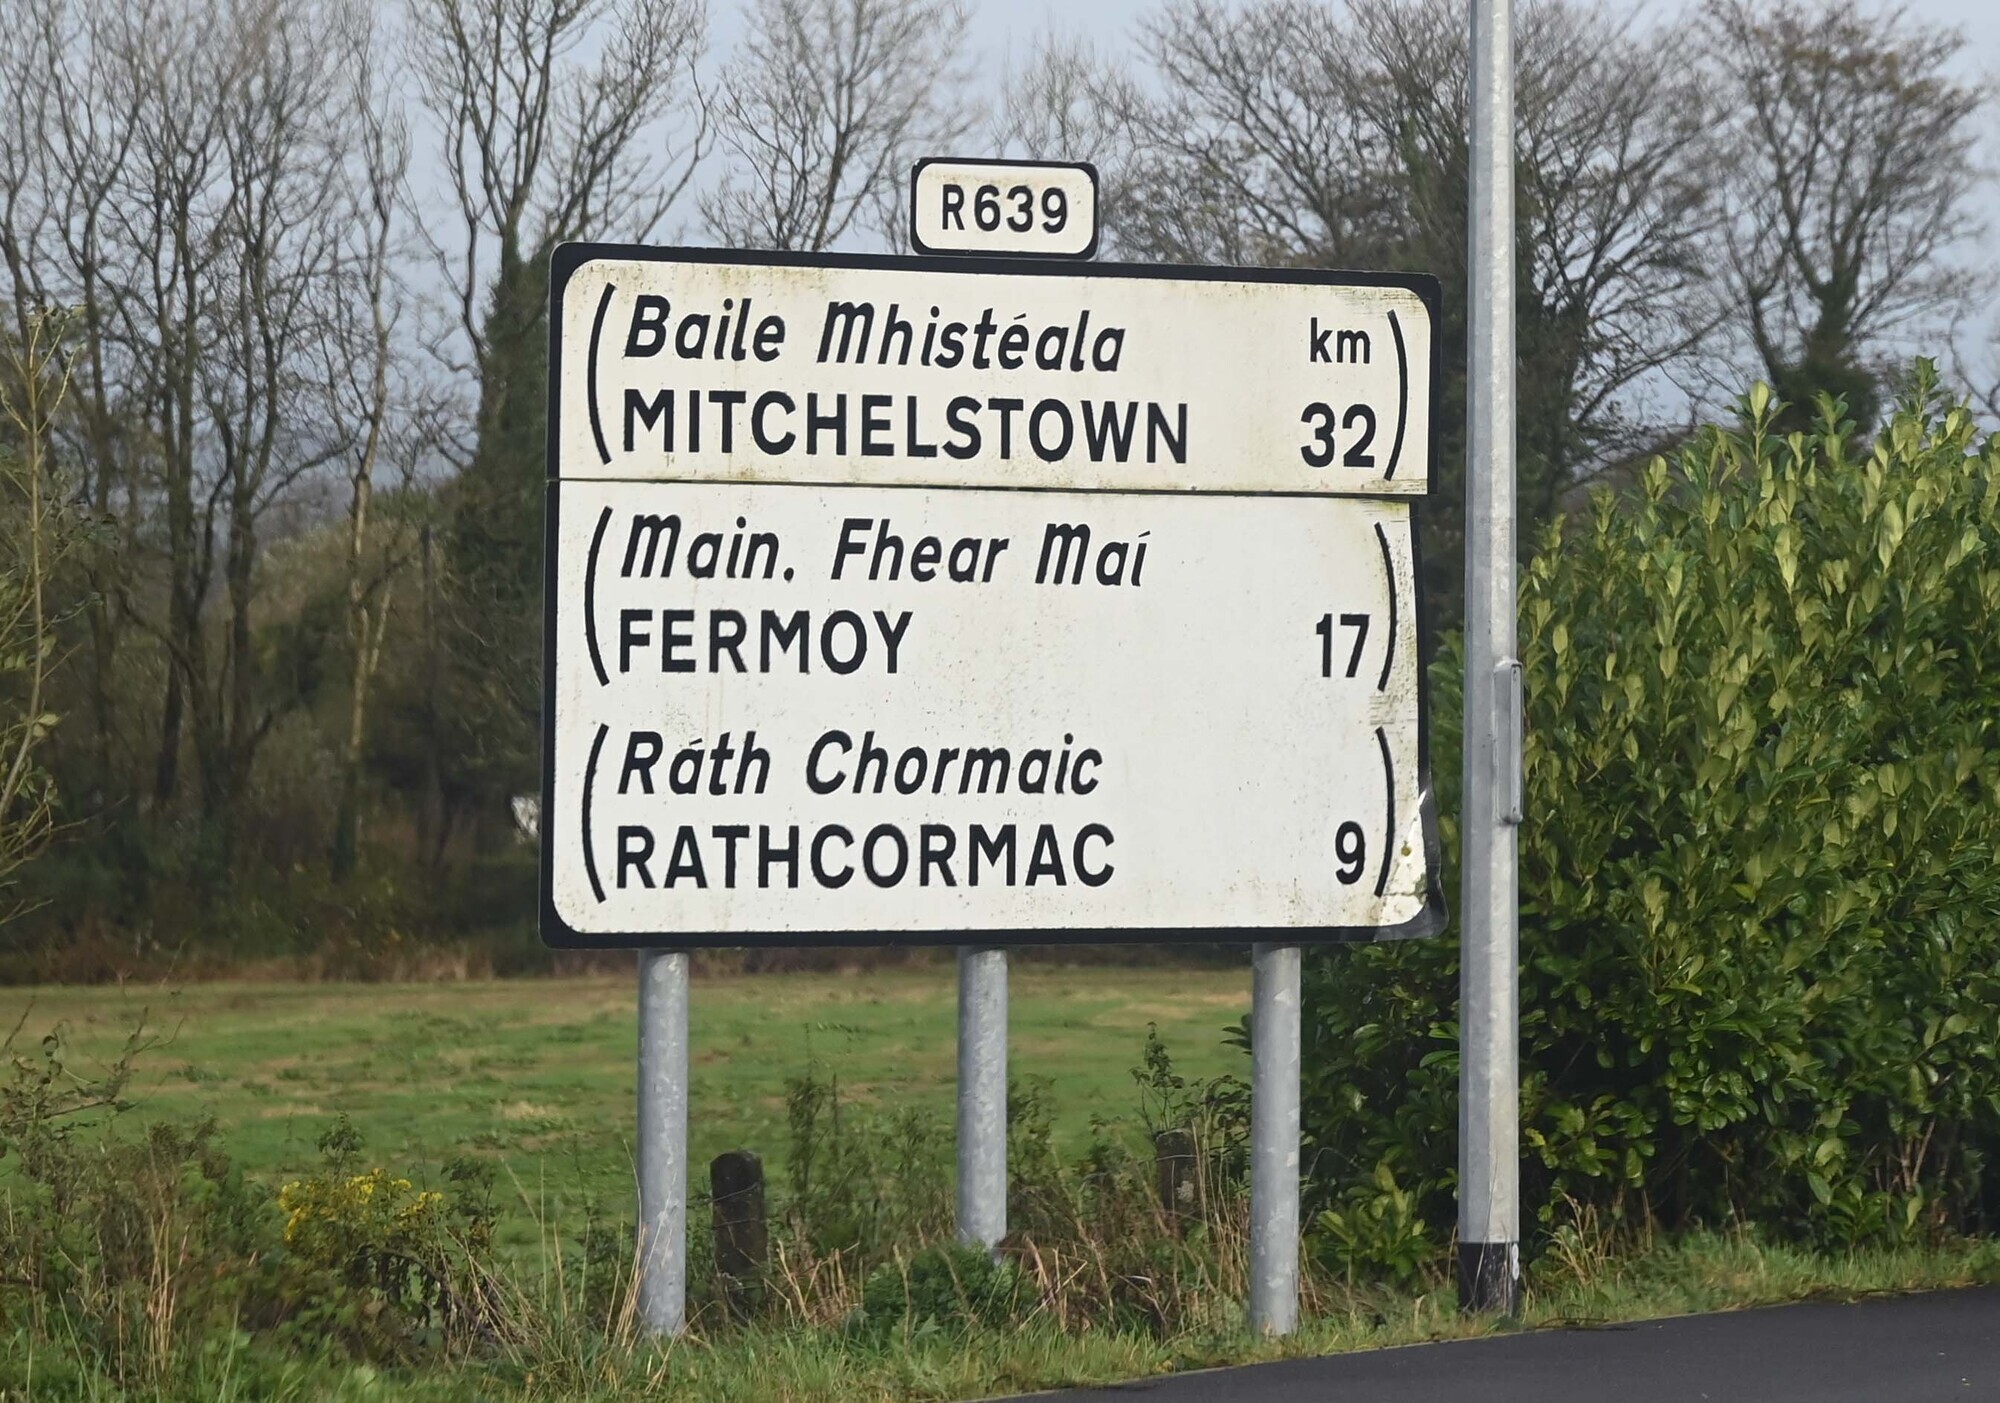 R639
(Baile Mhistéala km)
(MITCHELSTOWN 32)
(Main. Fhear Maí
FERMOY 17)
(Ráth Chormaic
RATHCORMAC 9)